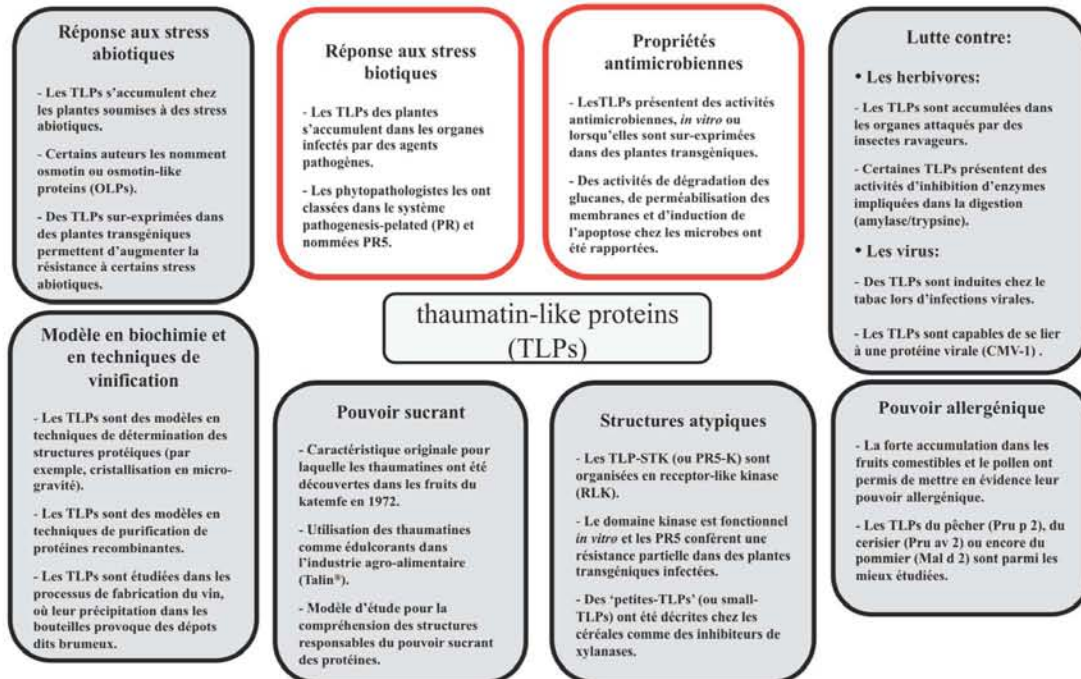 Réponse aux stress
abiotiques
- Les TLPs s'accumulent chez
les plantes soumises à des stress
abiotiques.
- Certains auteurs les nomment
osmotin ou osmotin-like
proteins (OLPs).
- Des TLPs sur-exprimées dans
des plantes transgéniques
permettent d'augmenter la
résistance à certains stress
abiotiques.
Réponse aux stress
biotiques
- Les TLPs des plantes
s'accumulent dans les organes
infectés par des agents
pathogènes.
- Les phytopathologistes les ont
classées dans le système
pathogenesis-pelated (PR) et
nommées PR5.
Propriétés
antimicrobiennes
- LesTLPs présentent des activités
antimicrobiennes, in vitro ou
lorsqu'elles sont sur-exprimées
dans des plantes transgéniques.
- Des activités de dégradation des
glucanes, de perméabilisation des
membranes et d'induction de
l'apoptose chez les microbes ont
été rapportées.
Lutte contre:
• Les herbivores:
- Les TLPs sont accumulées dans
les organes attaqués par des
insectes ravageurs.
- Certaines TLPs présentent des
activités d'inhibition d'enzymes
impliquées dans la digestion
(amylase/trypsine).
• Les virus:
- Des TLPs sont induites chez le
tabac lors d'infections virales.
- Les TLPs sont capables de se lier
à une protéine virale (CMV-1) .
thaumatin-like proteins
(TLPs)
Modèle en biochimie et
en techniques de
vinification
- Les TLPs sont des modèles en
techniques de détermination des
structures protéiques (par
exemple, cristallisation en micro-
gravité).
- Les TLPs sont des modèles en
techniques de purification de
protéines recombinantes.
- Les TLPs sont étudiées dans les
processus de fabrication du vin,
où leur précipitation dans les
bouteilles provoque des dépots
dits brumeux.
Pouvoir sucrant
- Caractéristique originale pour
laquelle les thaumatines ont été
découvertes dans les fruits du
katemfe en 1972.
- Utilisation des thaumatines
comme édulcorants dans
l'industrie agro-alimentaire
(Talin®).
- Modèle d'étude pour la
compréhension des structures
responsables du pouvoir sucrant
des protéines.
Structures atypiques
- Les TLP-STK (ou PR5-K) sont
organisées en receptor-like kinase
(RLK).
- Le domaine kinase est fonctionnel
in vitro et les PR5 confèrent une
résistance partielle dans des plantes
transgéniques infectées.
- Des 'petites-TLPs' (ou small-
TLPs) ont été décrites chez les
céréales comme des inhibiteurs de
xylanases.
Pouvoir allergénique
- La forte accumulation dans les
fruits comestibles et le pollen ont
permis de mettre en évidence leur
pouvoir allergénique.
- Les TLPs du pêcher (Pru p 2), du
cerisier (Pru av 2) ou encore du
pommier (Mal d 2) sont parmi les
mieux étudiées.